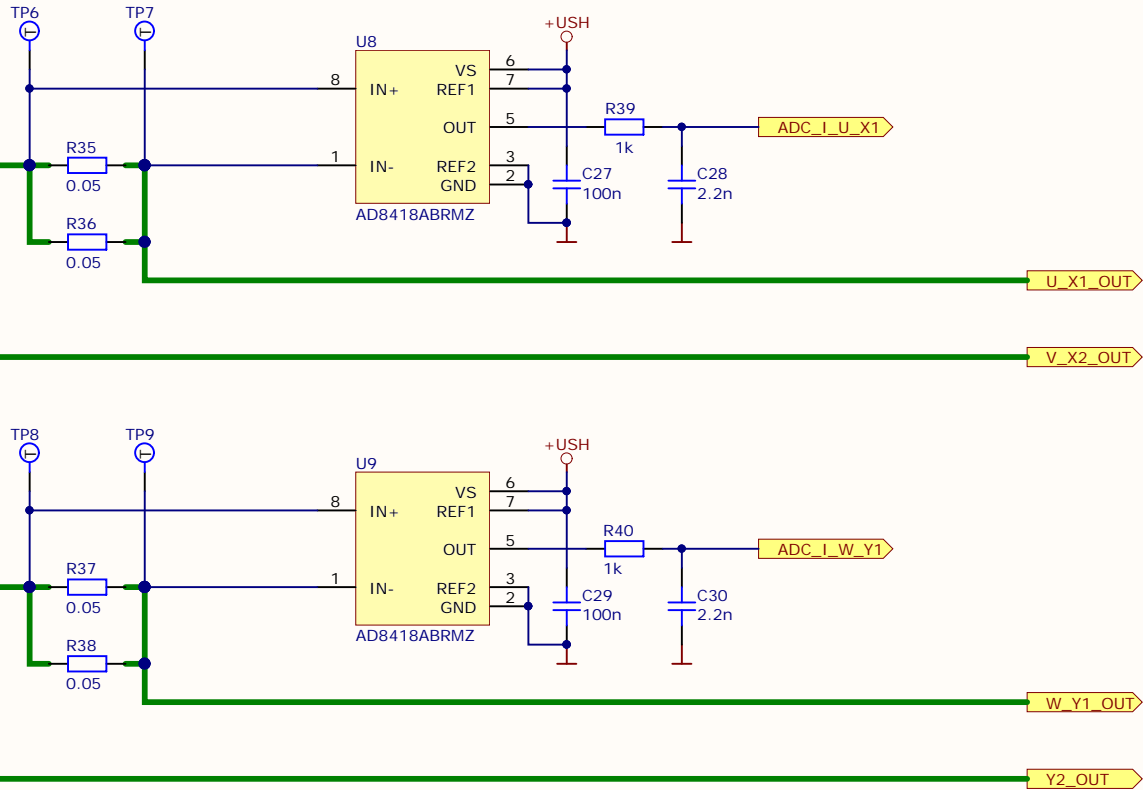 TP6
TP7
+USH
U8
8
IN+
VS
6
REF1
7
OUT
5
R39
1k
ADC_I_U_X1
R35
0.05
1
IN-
REF2
3
GND
2
C27
100n
C28
2.2n
AD8418ABRMZ
R36
0.05
U_X1_OUT
V_X2_OUT
TP8
TP9
+USH
U9
8
IN+
VS
6
REF1
7
OUT
5
R40
1k
ADC_I_W_Y1
R37
0.05
1
IN-
REF2
3
GND
2
C29
100n
C30
2.2n
AD8418ABRMZ
R38
0.05
W_Y1_OUT
Y2_OUT
T
T
T
T